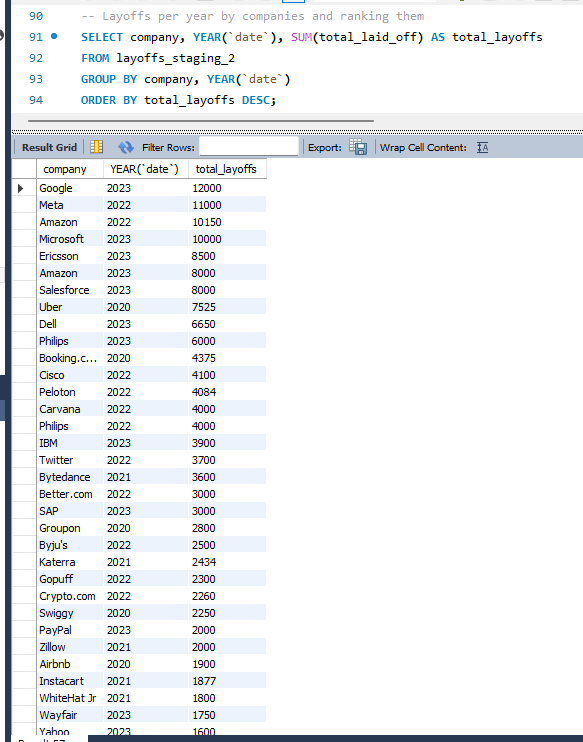 90 -- Layoffs per year by companies and ranking them
91 SELECT company, YEAR(`date`), SUM(total_laid_off) AS total_layoffs
92 FROM layoffs_staging_2
93 GROUP BY company, YEAR(`date`)
94 ORDER BY total_layoffs DESC;
Result Grid Filter Rows: Export: Wrap Cell Content:
company YEAR(`date`) total_layoffs
Google 2023 12000
Meta 2022 11000
Amazon 2022 10150
Microsoft 2023 10000
Ericsson 2023 8500
Amazon 2023 8000
Salesforce 2023 8000
Uber 2020 7525
Dell 2023 6650
Philips 2023 6000
Booking.c... 2020 4375
Cisco 2022 4100
Peloton 2022 4084
Carvana 2022 4000
Philips 2022 4000
IBM 2023 3900
Twitter 2022 3700
Bytedance 2021 3600
Better.com 2022 3000
SAP 2023 3000
Groupon 2020 2800
Byju's 2022 2500
Katerra 2021 2434
Gopuff 2022 2300
Crypto.com 2022 2260
Swiggy 2020 2250
PayPal 2023 2000
Zillow 2021 2000
Airbnb 2020 1900
Instacart 2021 1877
WhiteHat Jr 2021 1800
Wayfair 2023 1750
Yahoo 2023 1600